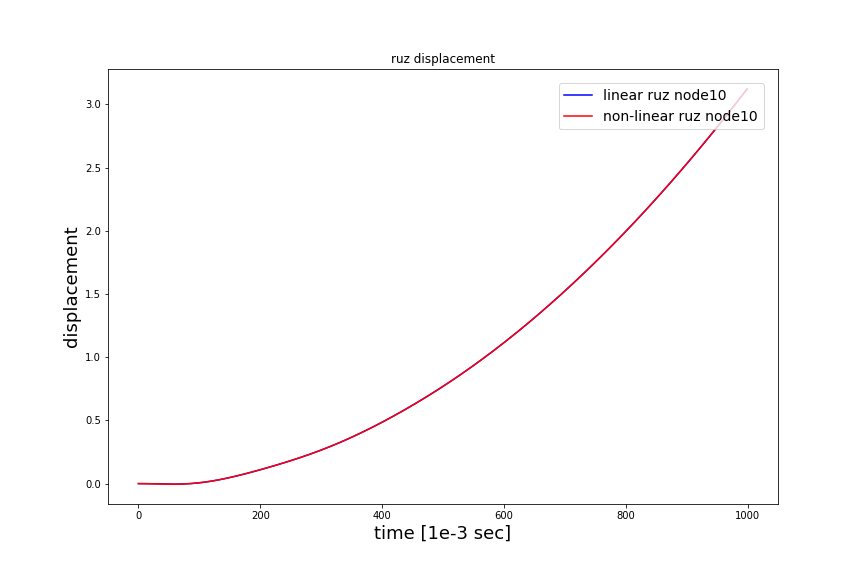 ruz displacement
linear ruz node10
non-linear ruz node10
3.0
2.5
2.0
1.5
1.0
0.5
0.0
displacement
0 200 400 600 800 1000
time [1e-3 sec]